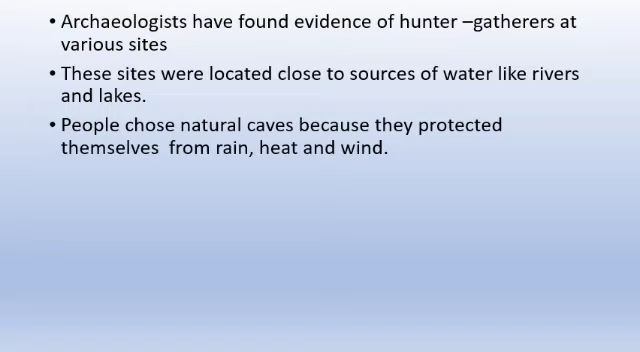 • Archaeologists have found evidence of hunter –gatherers at
various sites
• These sites were located close to sources of water like rivers
and lakes.
• People chose natural caves because they protected
themselves  from rain, heat and wind.